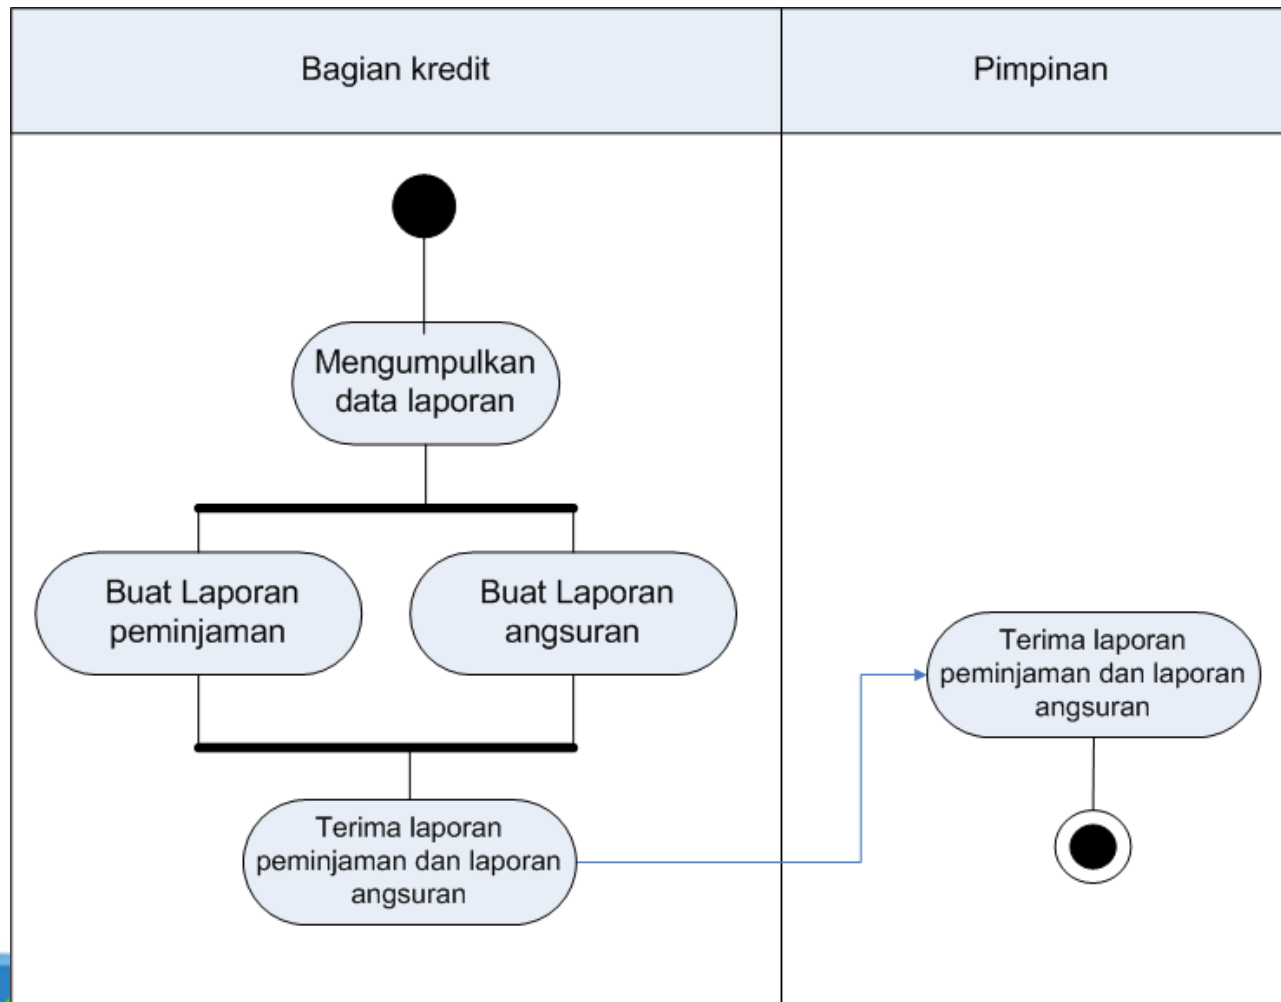 Bagian kredit
Pimpinan
Mengumpulkan
data laporan
Buat Laporan
peminjaman
Buat Laporan
angsuran
Terima laporan
peminjaman dan laporan
angsuran
Terima laporan
peminjaman dan laporan
angsuran